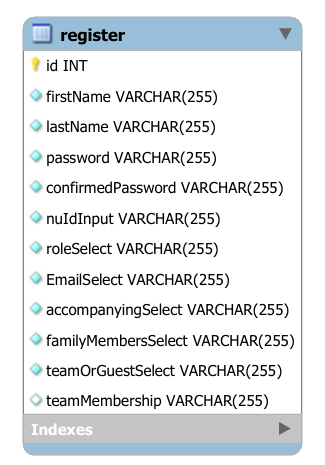 register
id INT
firstName VARCHAR(255)
lastName VARCHAR(255)
password VARCHAR(255)
confirmedPassword VARCHAR(255)
nuIdInput VARCHAR(255)
roleSelect VARCHAR(255)
EmailSelect VARCHAR(255)
accompanyingSelect VARCHAR(255)
familyMembersSelect VARCHAR(255)
teamOrGuestSelect VARCHAR(255)
teamMembership VARCHAR(255)
Indexes